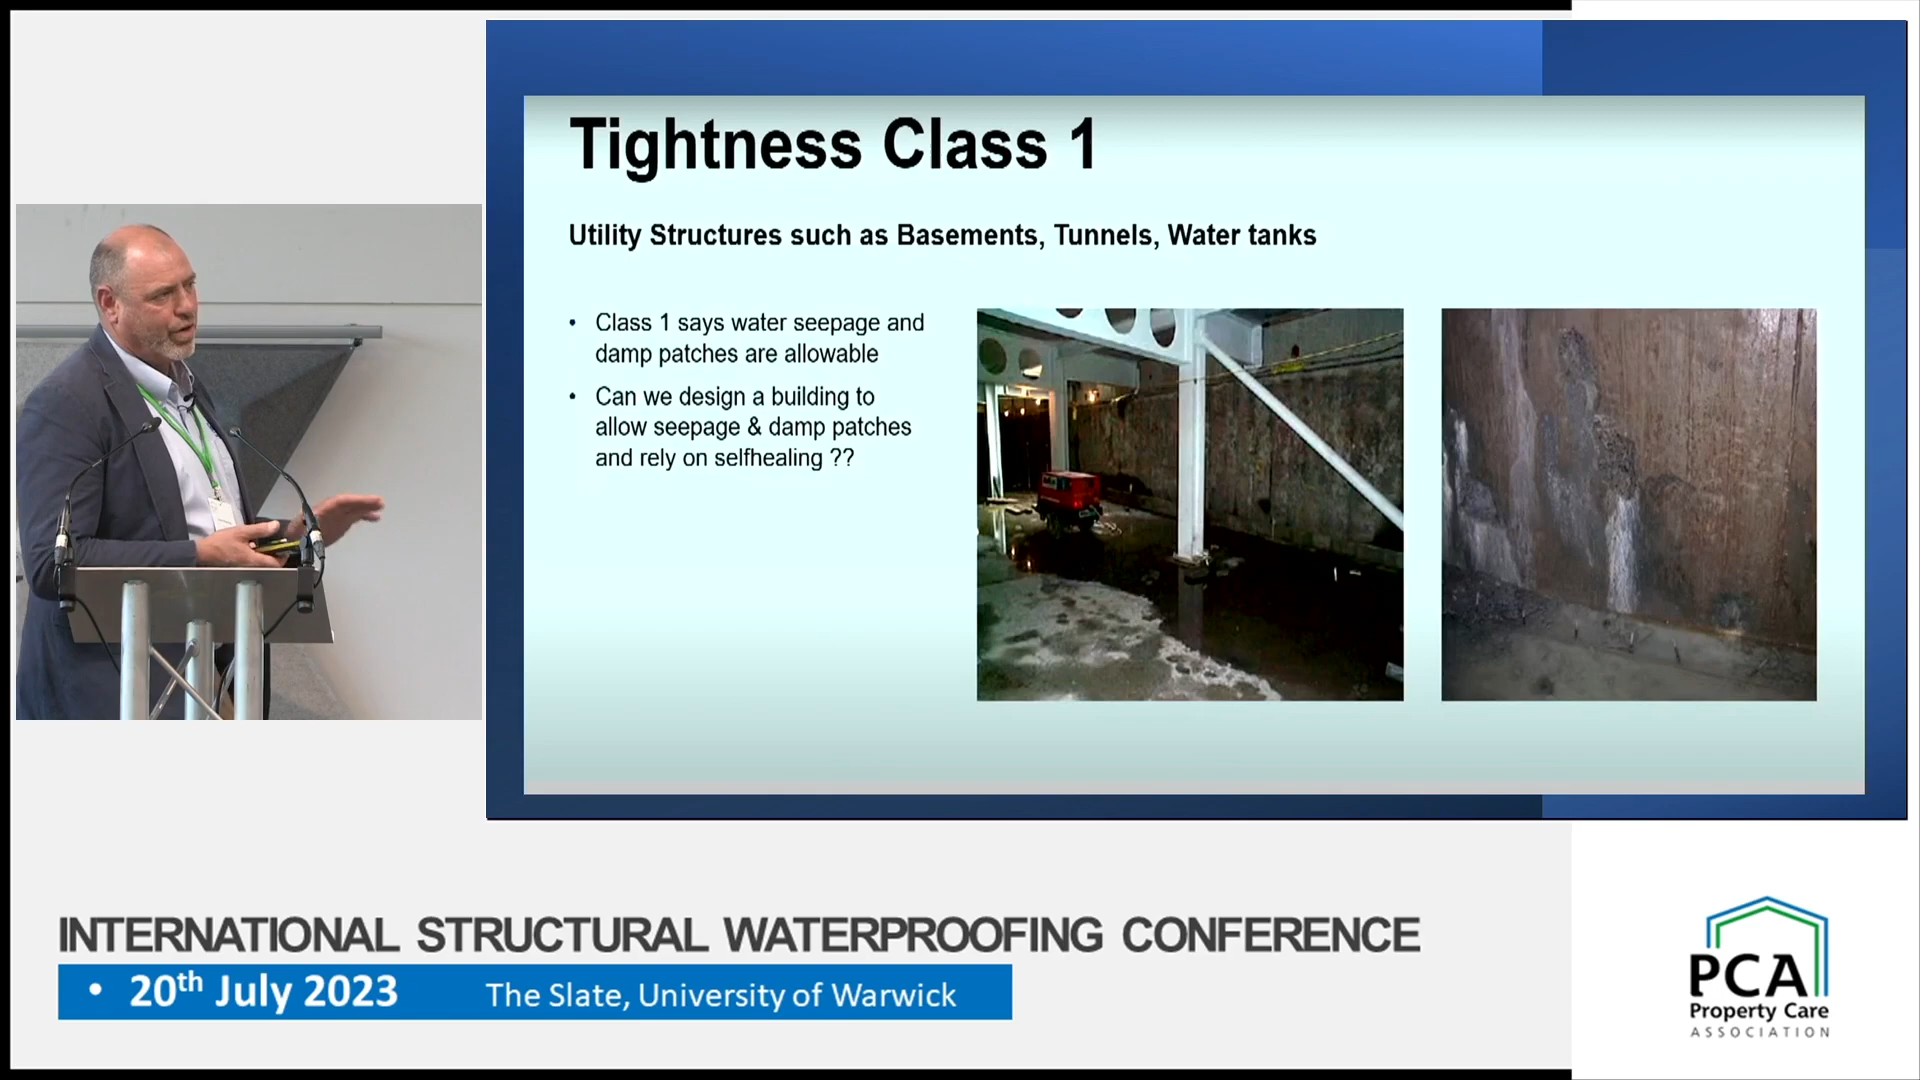 Tightness Class 1
Utility Structures such as Basements, Tunnels, Water tanks
• Class 1 says water seepage and
damp patches are allowable
• Can we design a building to
allow seepage & damp patches
and rely on selfhealing ??
INTERNATIONAL STRUCTURAL WATERPROOFING CONFERENCE
• 20th July 2023 The Slate, University of Warwick
PCA
Property Care
ASSOCIATION